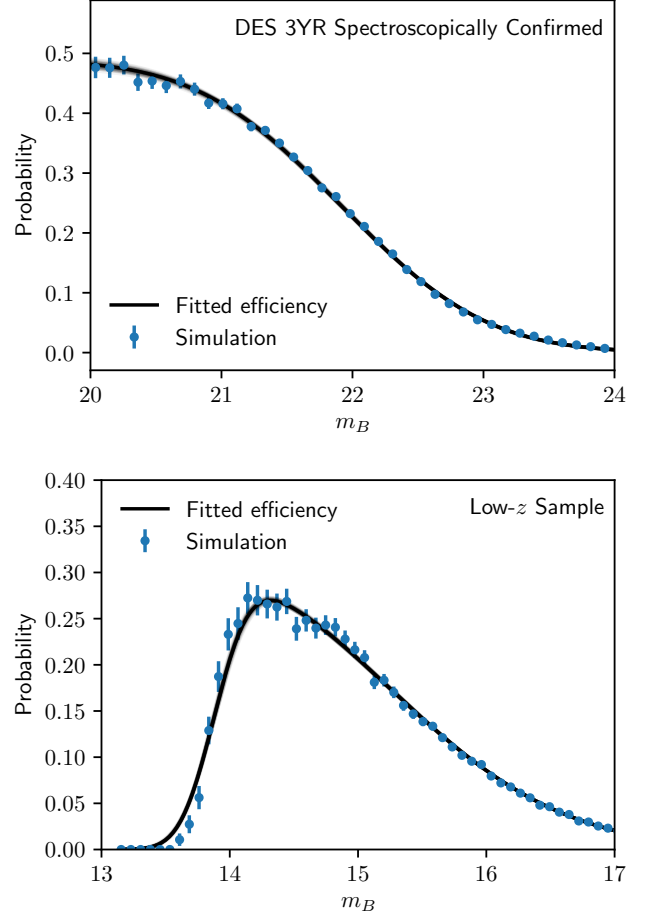 DES 3YR Spectroscopically Confirmed
Probability
0.5
0.4
0.3
0.2
0.1
0.0
Fitted efficiency
Simulation
20 21 22 23 24
m_B
0.40
0.35
0.30
0.25
0.20
0.15
0.10
0.05
0.00
Probability
Fitted efficiency
Simulation
Low-z Sample
13 14 15 16 17
m_B